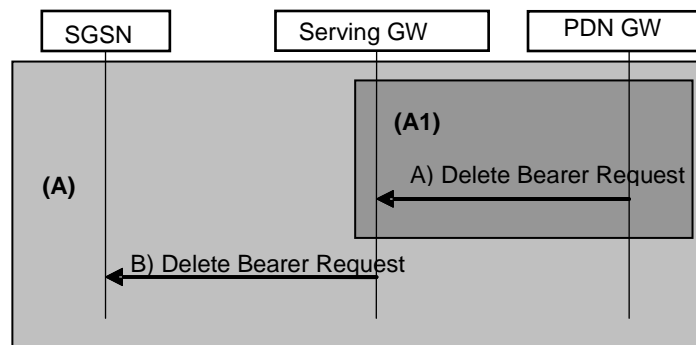 SGSN
Serving GW
PDN GW
(A1)
(A)
A) Delete Bearer Request
B) Delete Bearer Request